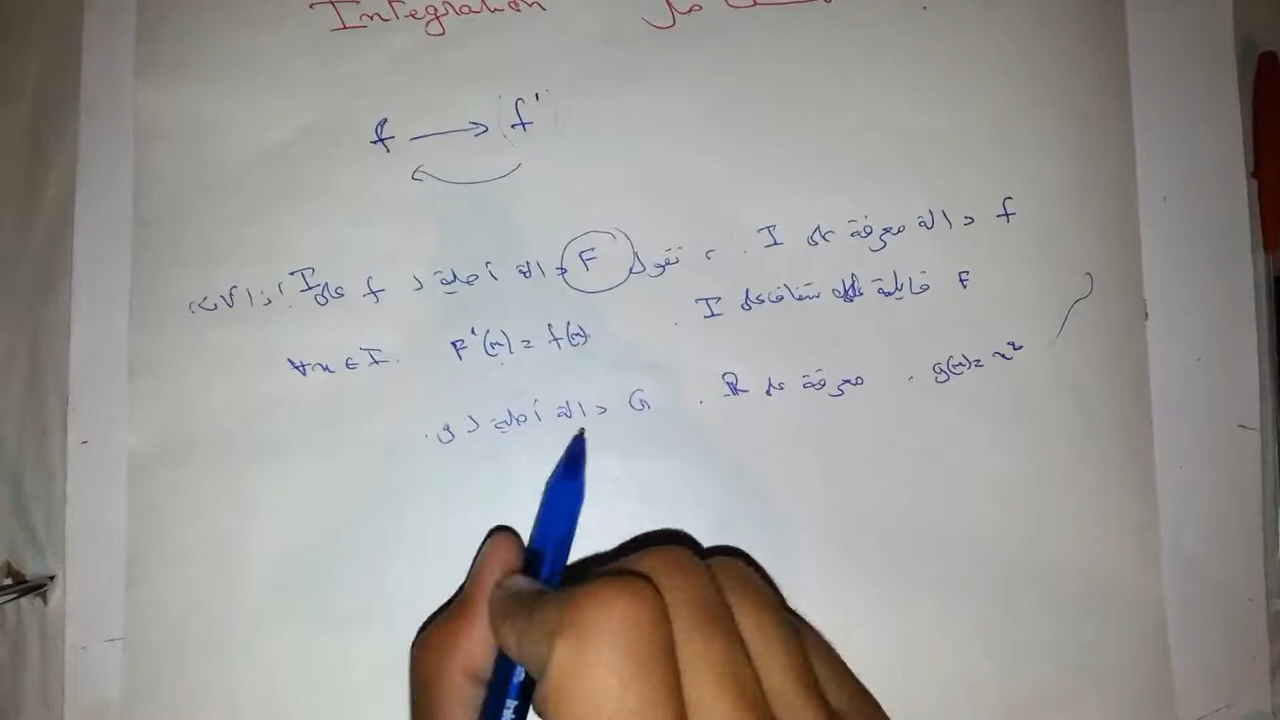 Integration
f → f'
f دالة معرفة على I ، نقول F دالة أصلية لـ f على I إذا كانت
F قابلة للاشتقاق على I . ∀x ∈ I. F'(x) = f(x).
g(x) = x² . معرفة على ℝ . G دالة أصلية لـ g.